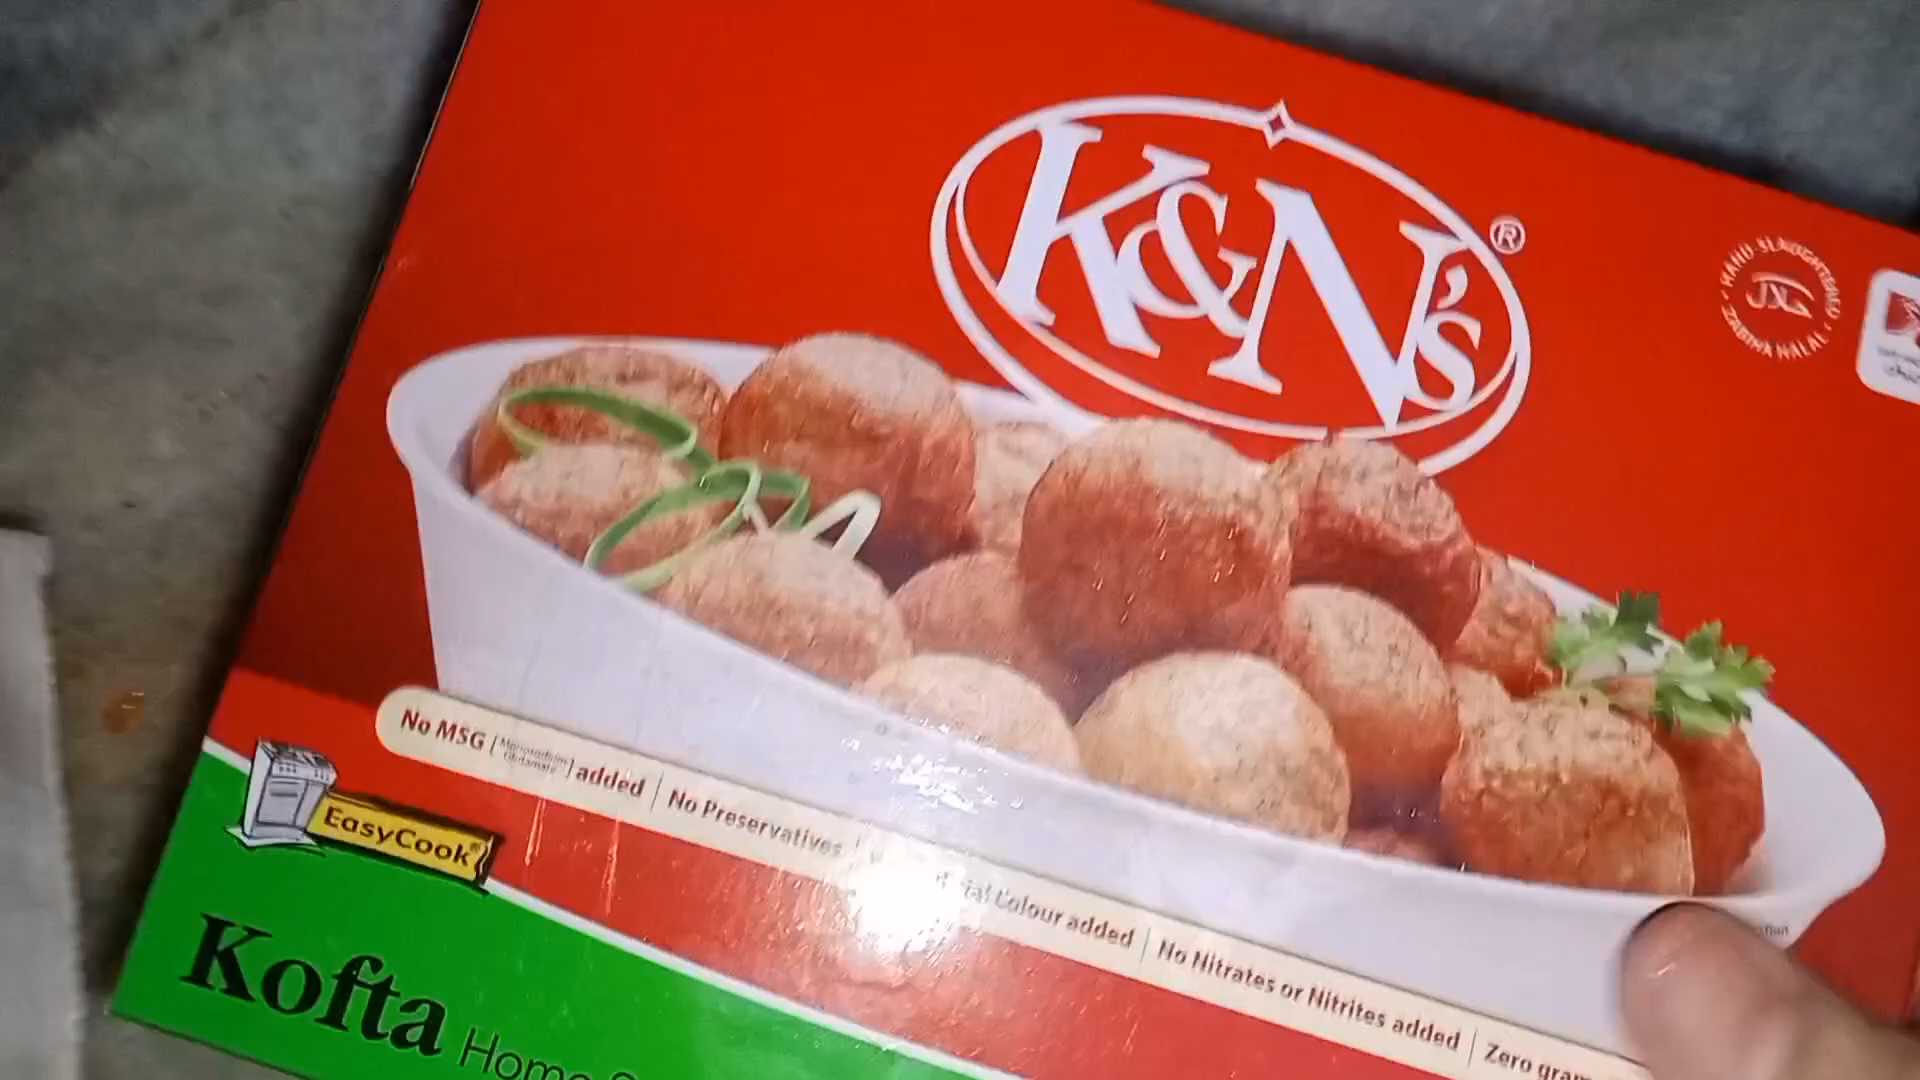 K&N's®
HAND-SLAUGHTERED
ZABIHA HALAL
No MSG [Monosodium Glutamate] added | No Preservatives | Colour added | No Nitrates or Nitrites added | Zero gram
EasyCook®
Kofta Home